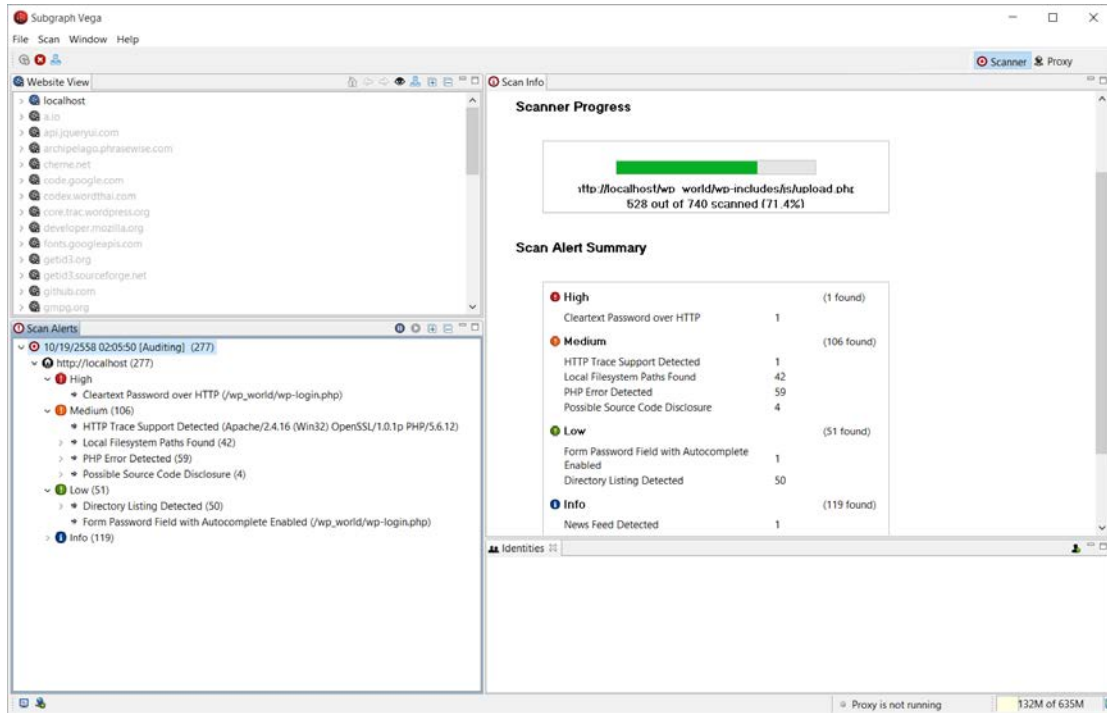 Subgraph Vega
File Scan Window Help
Scanner Proxy
Website View
localhost
a.io
api.jqueryui.com
archipelago.phrasewise.com
cheme.net
code.google.com
codex.wordthai.com
core.trac.wordpress.org
developer.mozilla.org
fonts.googleapis.com
getid3.org
getid3.sourceforge.net
github.com
gmpg.org
Scan Alerts
10/19/2558 02:05:50 [Auditing] (277)
http://localhost (277)
High
Cleartext Password over HTTP (/wp_world/wp-login.php)
Medium (106)
HTTP Trace Support Detected (Apache/2.4.16 (Win32) OpenSSL/1.0.1p PHP/5.6.12)
Local Filesystem Paths Found (42)
PHP Error Detected (59)
Possible Source Code Disclosure (4)
Low (51)
Directory Listing Detected (50)
Form Password Field with Autocomplete Enabled (/wp_world/wp-login.php)
Info (119)
Scan Info
Scanner Progress
http://localhost/wp_world/wp-includes/js/upload.php
528 out of 740 scanned (71.4%)
Scan Alert Summary
High (1 found)
Cleartext Password over HTTP 1
Medium (106 found)
HTTP Trace Support Detected 1
Local Filesystem Paths Found 42
PHP Error Detected 59
Possible Source Code Disclosure 4
Low (51 found)
Form Password Field with Autocomplete
Enabled 1
Directory Listing Detected 50
Info (119 found)
News Feed Detected 1
Identities
Proxy is not running 132M of 635M